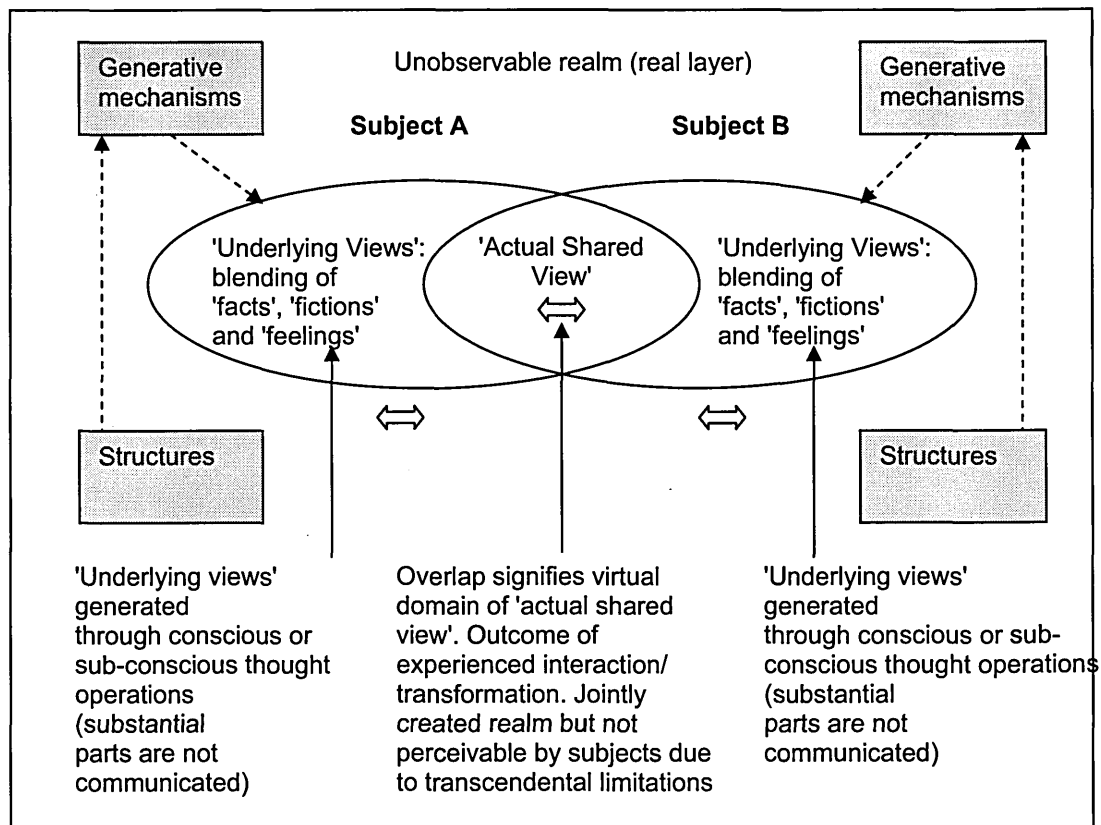 Generative
mechanisms
Unobservable realm (real layer)
Generative
mechanisms
Subject A
Subject B
'Underlying Views':
blending of
'facts', 'fictions'
and 'feelings'
'Actual Shared
View'
'Underlying Views':
blending of
'facts', 'fictions'
and 'feelings'
Structures
Structures
'Underlying views'
generated
through conscious or
sub-conscious thought
operations
(substantial
parts are not
communicated)
Overlap signifies virtual
domain of 'actual shared
view'. Outcome of
experienced interaction/
transformation. Jointly
created realm but not
perceivable by subjects due
to transcendental limitations
'Underlying views'
generated
through conscious or sub-
conscious thought operations
(substantial
parts are not
communicated)